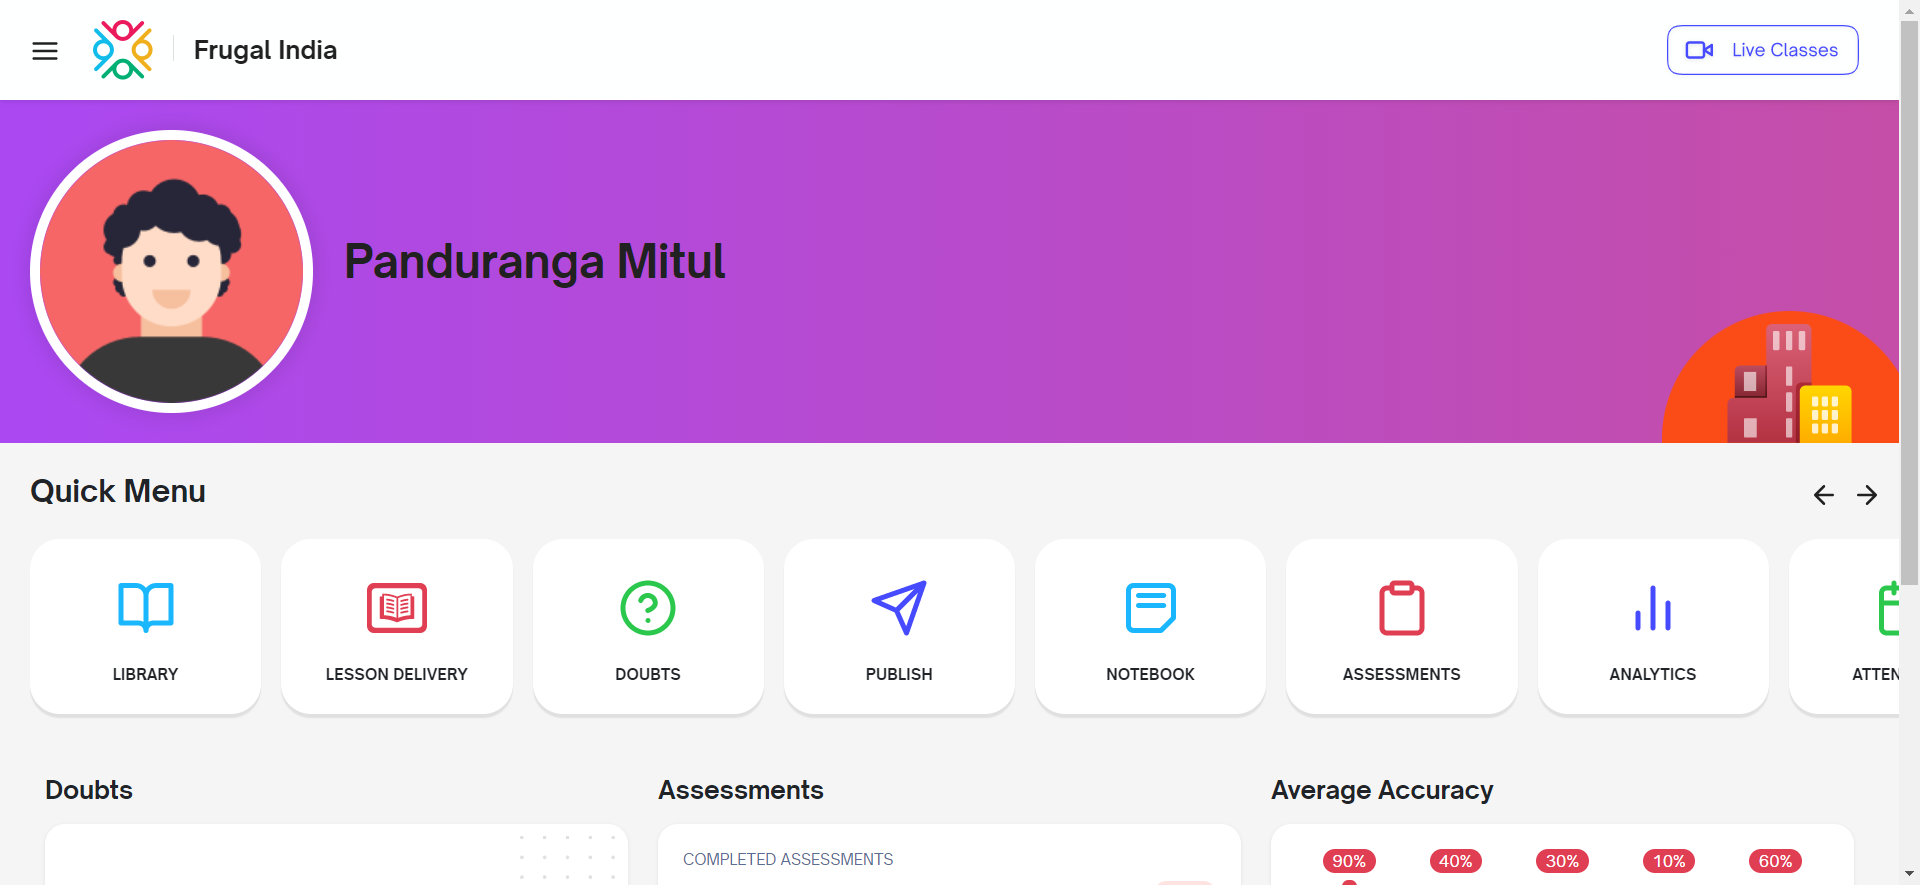 Frugal India
Live Classes
Panduranga Mitul
Quick Menu
LIBRARY
LESSON DELIVERY
DOUBTS
PUBLISH
NOTEBOOK
ASSESSMENTS
ANALYTICS
ATTEN
Doubts
Assessments
Average Accuracy
COMPLETED ASSESSMENTS
90%
40%
30%
10%
60%